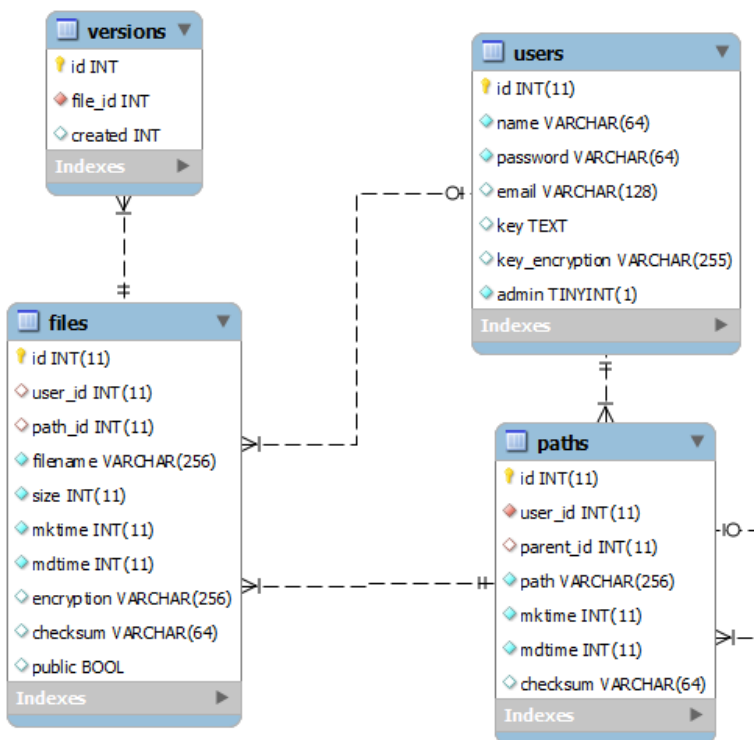 versions
id INT
file_id INT
created INT
Indexes
users
id INT(11)
name VARCHAR(64)
password VARCHAR(64)
email VARCHAR(128)
key TEXT
key_encryption VARCHAR(255)
admin TINYINT(1)
Indexes
files
id INT(11)
user_id INT(11)
path_id INT(11)
filename VARCHAR(256)
size INT(11)
mktime INT(11)
mdtime INT(11)
encryption VARCHAR(256)
checksum VARCHAR(64)
public BOOL
Indexes
paths
id INT(11)
user_id INT(11)
parent_id INT(11)
path VARCHAR(256)
mktime INT(11)
mdtime INT(11)
checksum VARCHAR(64)
Indexes